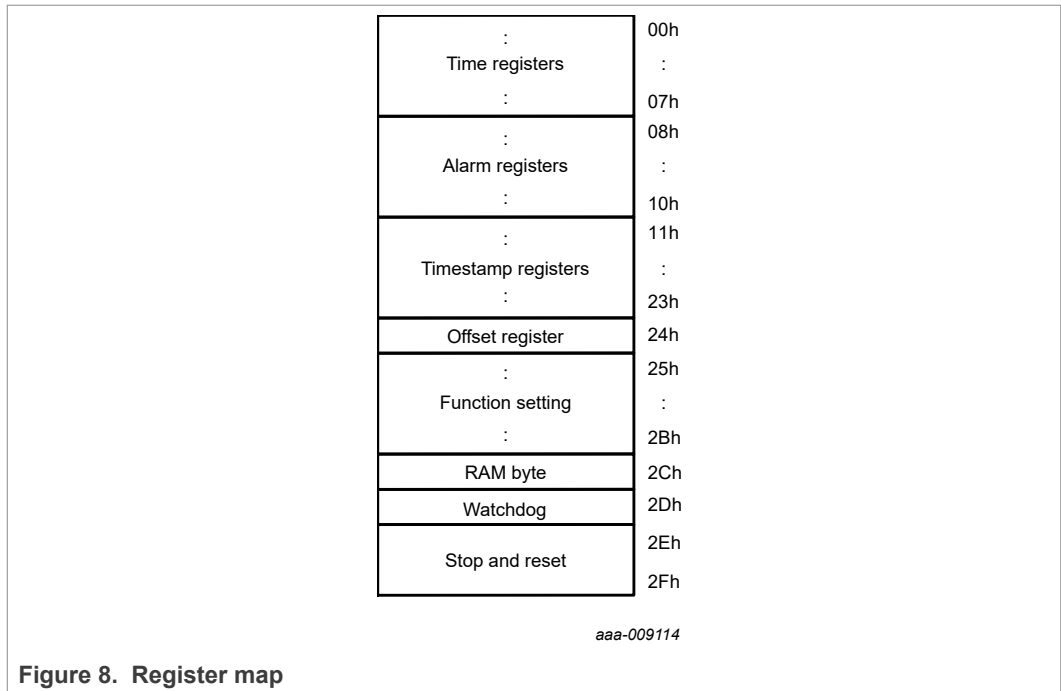 :
00h
Time registers
:
:
07h
:
08h
Alarm registers
:
:
10h
:
11h
Timestamp registers
:
:
23h
Offset register
24h
:
25h
Function setting
:
:
2Bh
RAM byte
2Ch
Watchdog
2Dh
2Eh
Stop and reset
2Fh
aaa-009114
Figure 8. Register map